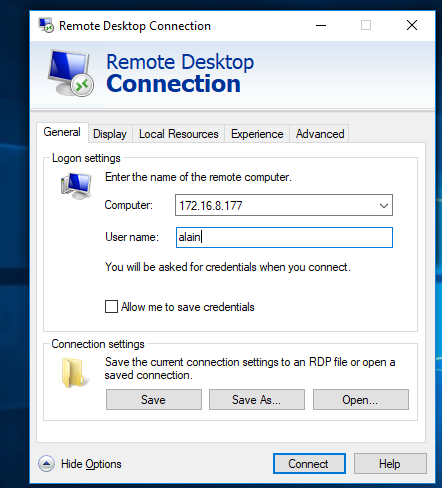 Remote Desktop Connection
Remote Desktop
Connection
General Display Local Resources Experience Advanced
Logon settings
Enter the name of the remote computer.
Computer: 172.16.8.177
User name: alain
You will be asked for credentials when you connect.
Allow me to save credentials
Connection settings
Save the current connection settings to an RDP file or open a
saved connection.
Save Save As... Open...
Hide Options Connect Help